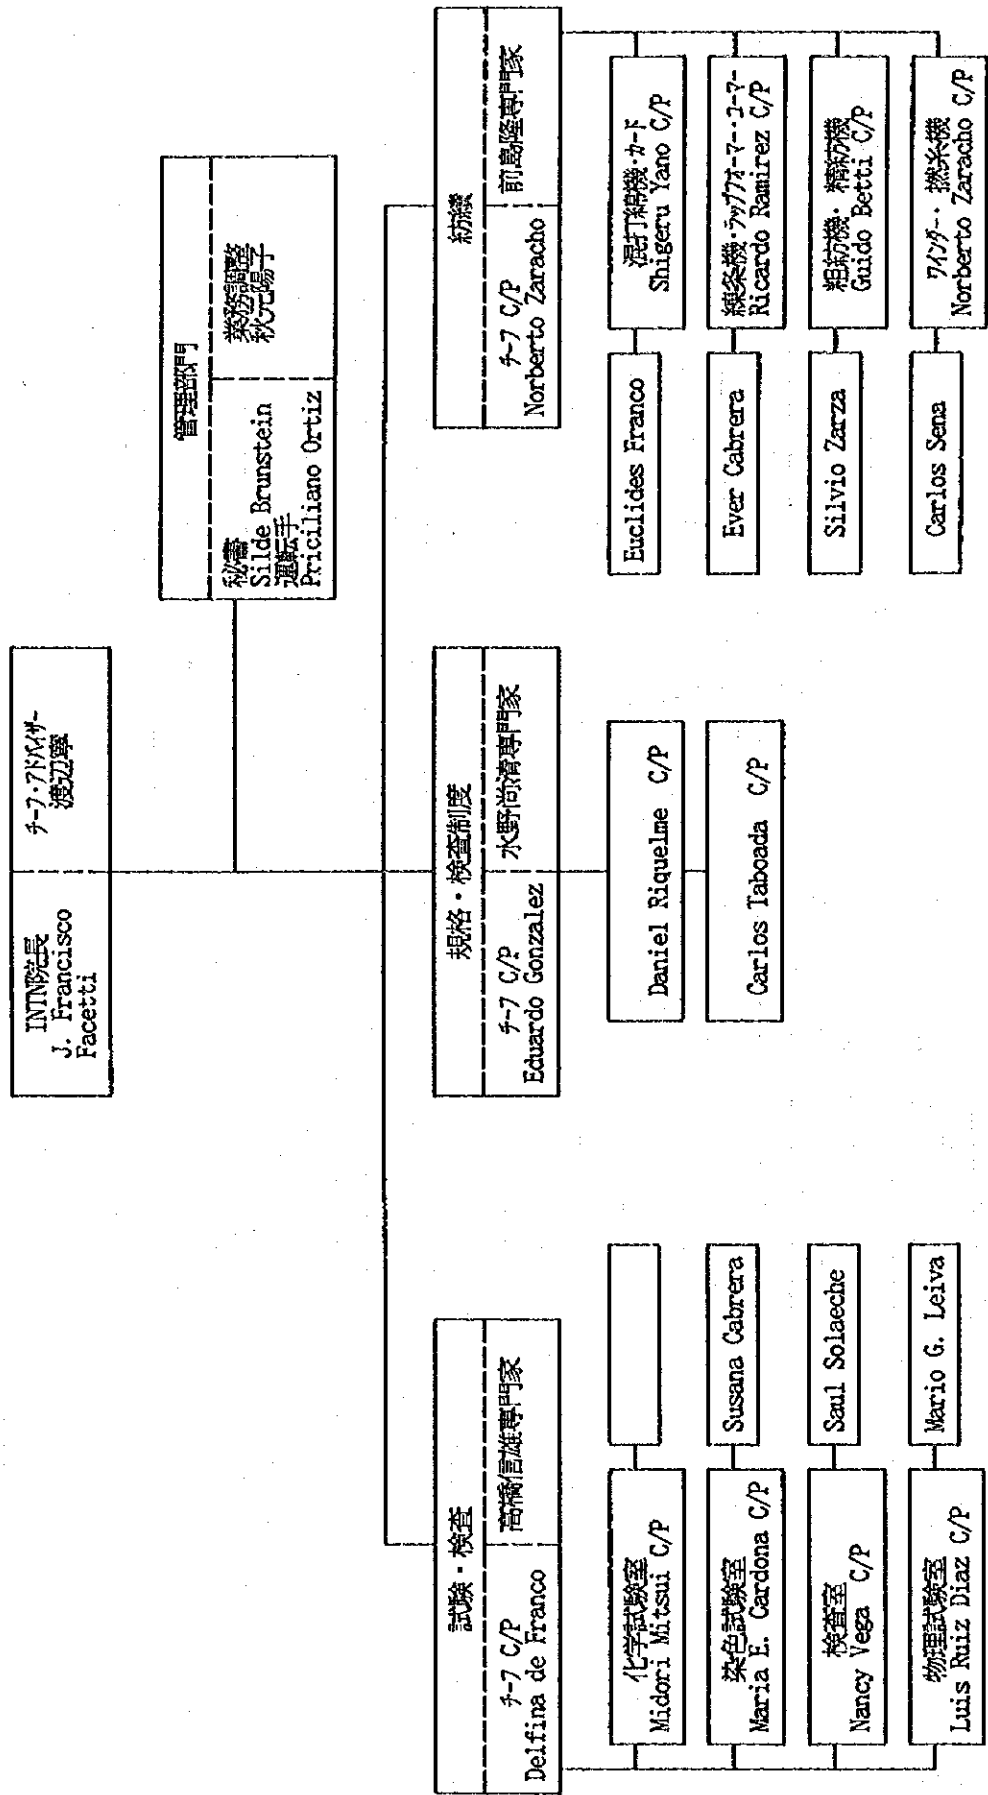 INTN院長
J. Francisco
Facetti
チーフ・アドバイザー
渡辺寧
管理部門
秘書
Silde Brunstein
運転手
Priciliano Ortiz
業務調整
秋元陽子
試験・検査
チーフ C/P
Delfina de Franco
高橋信雄専門家
化学試験室
Midori Mitsui C/P
染色試験室
Maria E. Cardona C/P
Susana Cabrera
検査室
Nancy Vega C/P
Saul Solaeche
物理試験室
Luis Ruiz Diaz C/P
Mario G. Leiva
規格・検査制度
チーフ C/P
Eduardo Gonzalez
水野尚清専門家
Daniel Riquelme C/P
Carlos Taboada C/P
紡績
チーフ C/P
Norberto Zaracho
前島隆専門家
Euclides Franco
混打綿機・カード
Shigeru Yano C/P
Ever Cabrera
練条機・ラップフォーマー・コーマー
Ricardo Ramirez C/P
Silvio Zarza
粗紡機・精紡機
Guido Betti C/P
Carlos Sena
ワインダー・撚糸機
Norberto Zaracho C/P